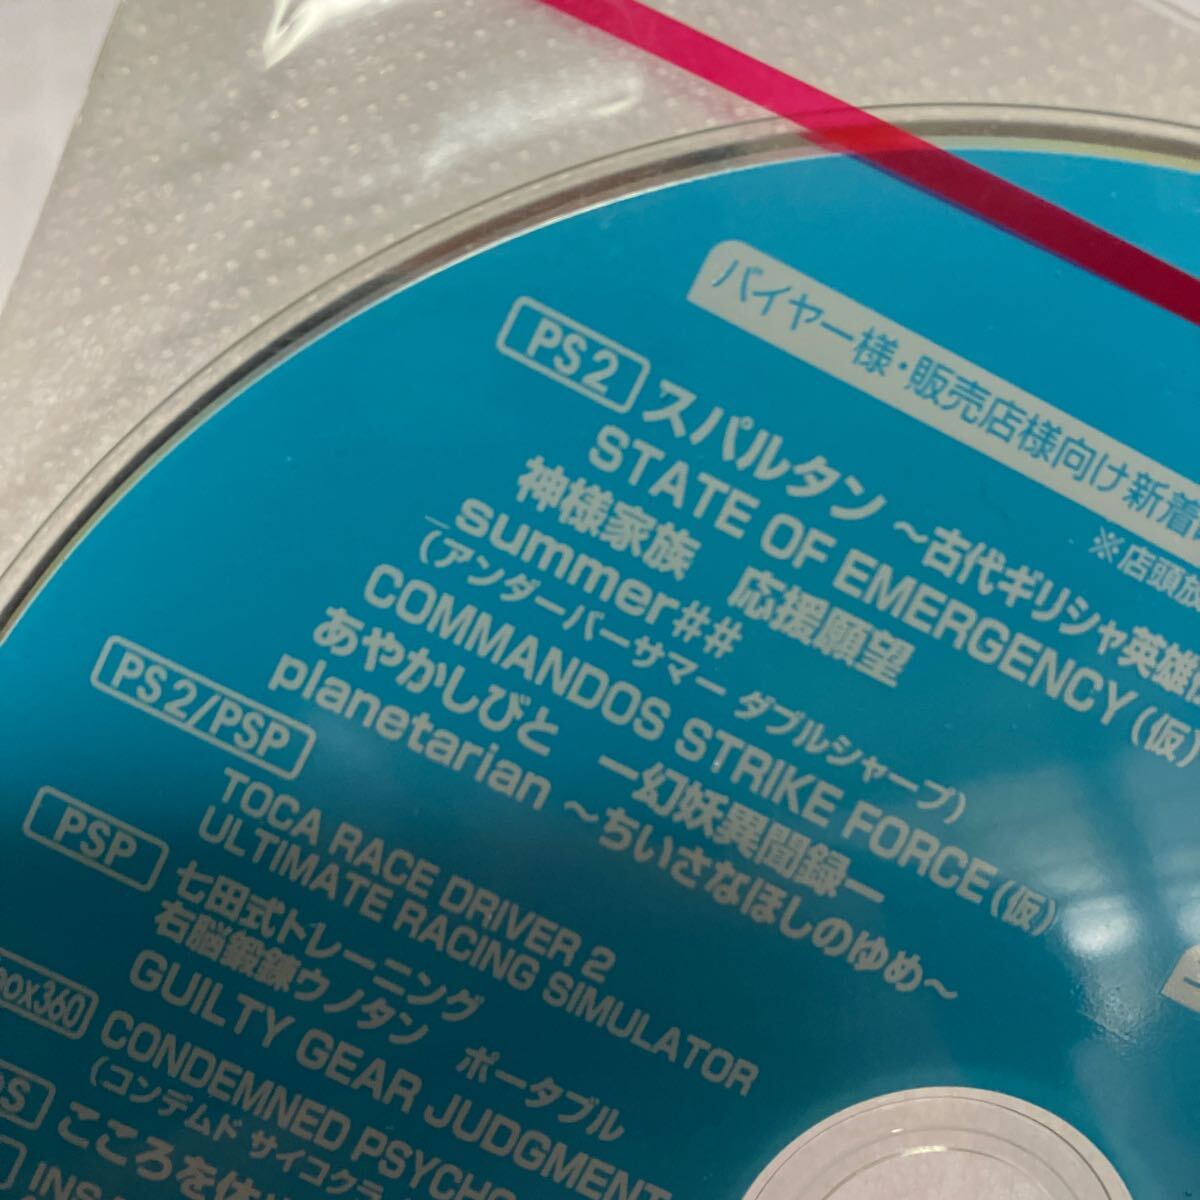 バイヤー様・販売店様向け新着
※店頭放
PS2 スパルタン ～古代ギリシャ英雄
STATE OF EMERGENCY(仮)
神様家族 応援願望
_summer##
(アンダーバーサマー ダブルシャープ)
COMMANDOS STRIKE FORCE(仮)
あやかしびと ー幻妖異聞録ー
planetarian ～ちいさなほしのゆめ～
PS2/PSP
TOCA RACE DRIVER 2
ULTIMATE RACING SIMULATOR
PSP 七田式トレーニング
右脳鍛錬ウノタン ポータブル
GUILTY GEAR JUDGMENT
box360 CONDEMNED PSYCHO
(コンデムド サイコクラ
DS こころを休
INS